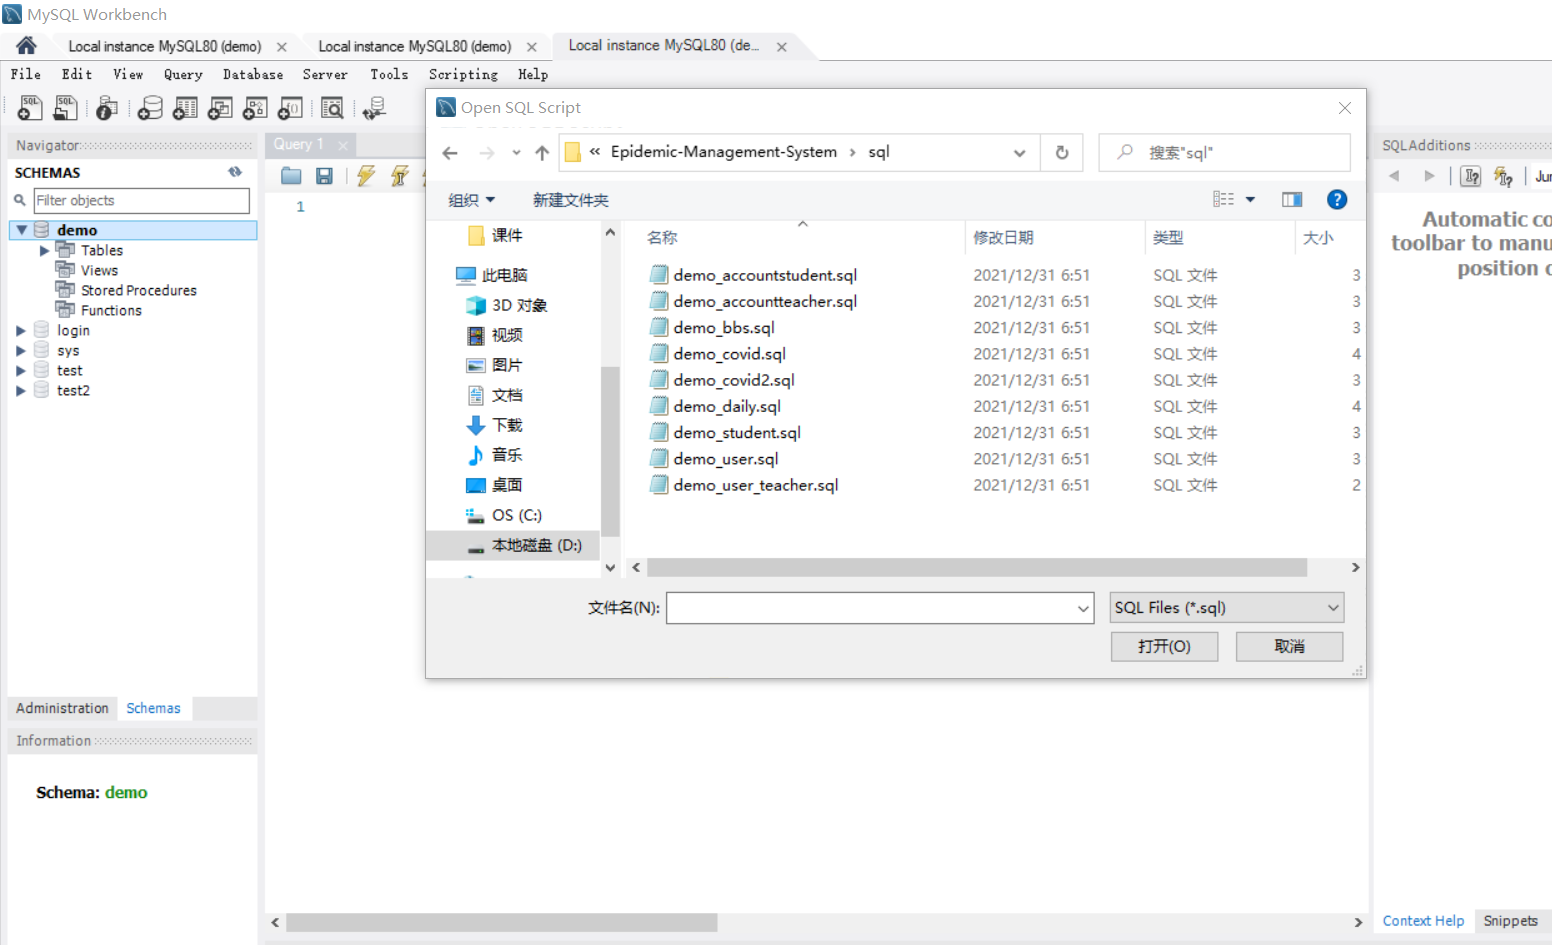 MySQL Workbench
Local instance MySQL80 (demo)
Local instance MySQL80 (demo)
Local instance MySQL80 (de...
File Edit View Query Database Server Tools Scripting Help
Navigator
SCHEMAS
Filter objects
demo
Tables
Views
Stored Procedures
Functions
login
sys
test
test2
Administration Schemas
Information
Schema: demo
Query 1
1
Open SQL Script
« Epidemic-Management-System › sql
搜索"sql"
组织 新建文件夹
课件
此电脑
3D 对象
视频
图片
文档
下载
音乐
桌面
OS (C:)
本地磁盘 (D:)
名称 修改日期 类型 大小
demo_accountstudent.sql 2021/12/31 6:51 SQL 文件 3
demo_accountteacher.sql 2021/12/31 6:51 SQL 文件 3
demo_bbs.sql 2021/12/31 6:51 SQL 文件 3
demo_covid.sql 2021/12/31 6:51 SQL 文件 4
demo_covid2.sql 2021/12/31 6:51 SQL 文件 3
demo_daily.sql 2021/12/31 6:51 SQL 文件 4
demo_student.sql 2021/12/31 6:51 SQL 文件 3
demo_user.sql 2021/12/31 6:51 SQL 文件 3
demo_user_teacher.sql 2021/12/31 6:51 SQL 文件 2
文件名(N):
SQL Files (*.sql)
打开(O) 取消
SQLAdditions
Jun
Automatic co
toolbar to manu
position
Context Help Snippets